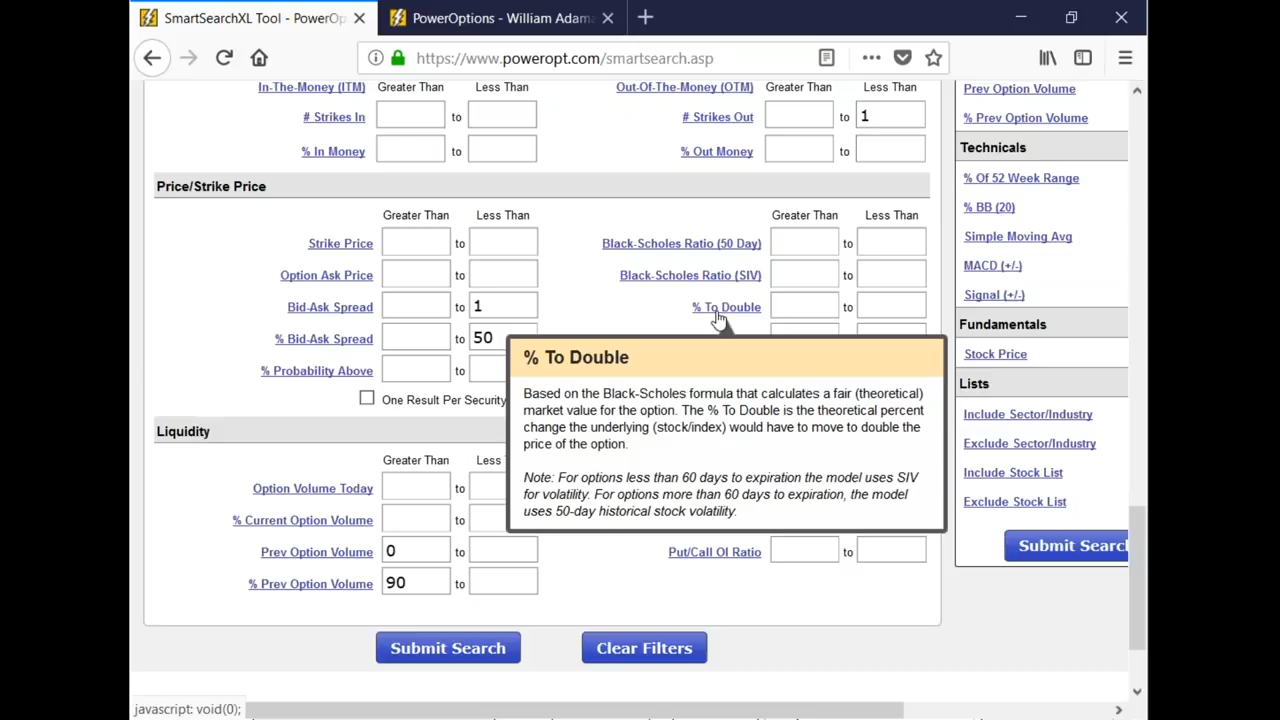 SmartSearchXL Tool - PowerOp
PowerOptions - William Adam
https://www.poweropt.com/smartsearch.asp
In-The-Money (ITM) Greater Than Less Than Out-Of-The-Money (OTM) Greater Than Less Than
# Strikes In to # Strikes Out to 1
% In Money to % Out Money to
Price/Strike Price
Greater Than Less Than Greater Than Less Than
Strike Price to Black-Scholes Ratio (50 Day) to
Option Ask Price to Black-Scholes Ratio (SIV) to
Bid-Ask Spread to 1 % To Double to
% Bid-Ask Spread to 50
% Probability Above to
One Result Per Security
% To Double
Based on the Black-Scholes formula that calculates a fair (theoretical)
market value for the option. The % To Double is the theoretical percent
change the underlying (stock/index) would have to move to double the
price of the option.
Note: For options less than 60 days to expiration the model uses SIV
for volatility. For options more than 60 days to expiration, the model
uses 50-day historical stock volatility.
Liquidity
Greater Than Less
Option Volume Today to
% Current Option Volume to
Prev Option Volume 0 to Put/Call OI Ratio to
% Prev Option Volume 90 to
Submit Search Clear Filters
Prev Option Volume
% Prev Option Volume
Technicals
% Of 52 Week Range
% BB (20)
Simple Moving Avg
MACD (+/-)
Signal (+/-)
Fundamentals
Stock Price
Lists
Include Sector/Industry
Exclude Sector/Industry
Include Stock List
Exclude Stock List
Submit Searc
javascript: void(0);